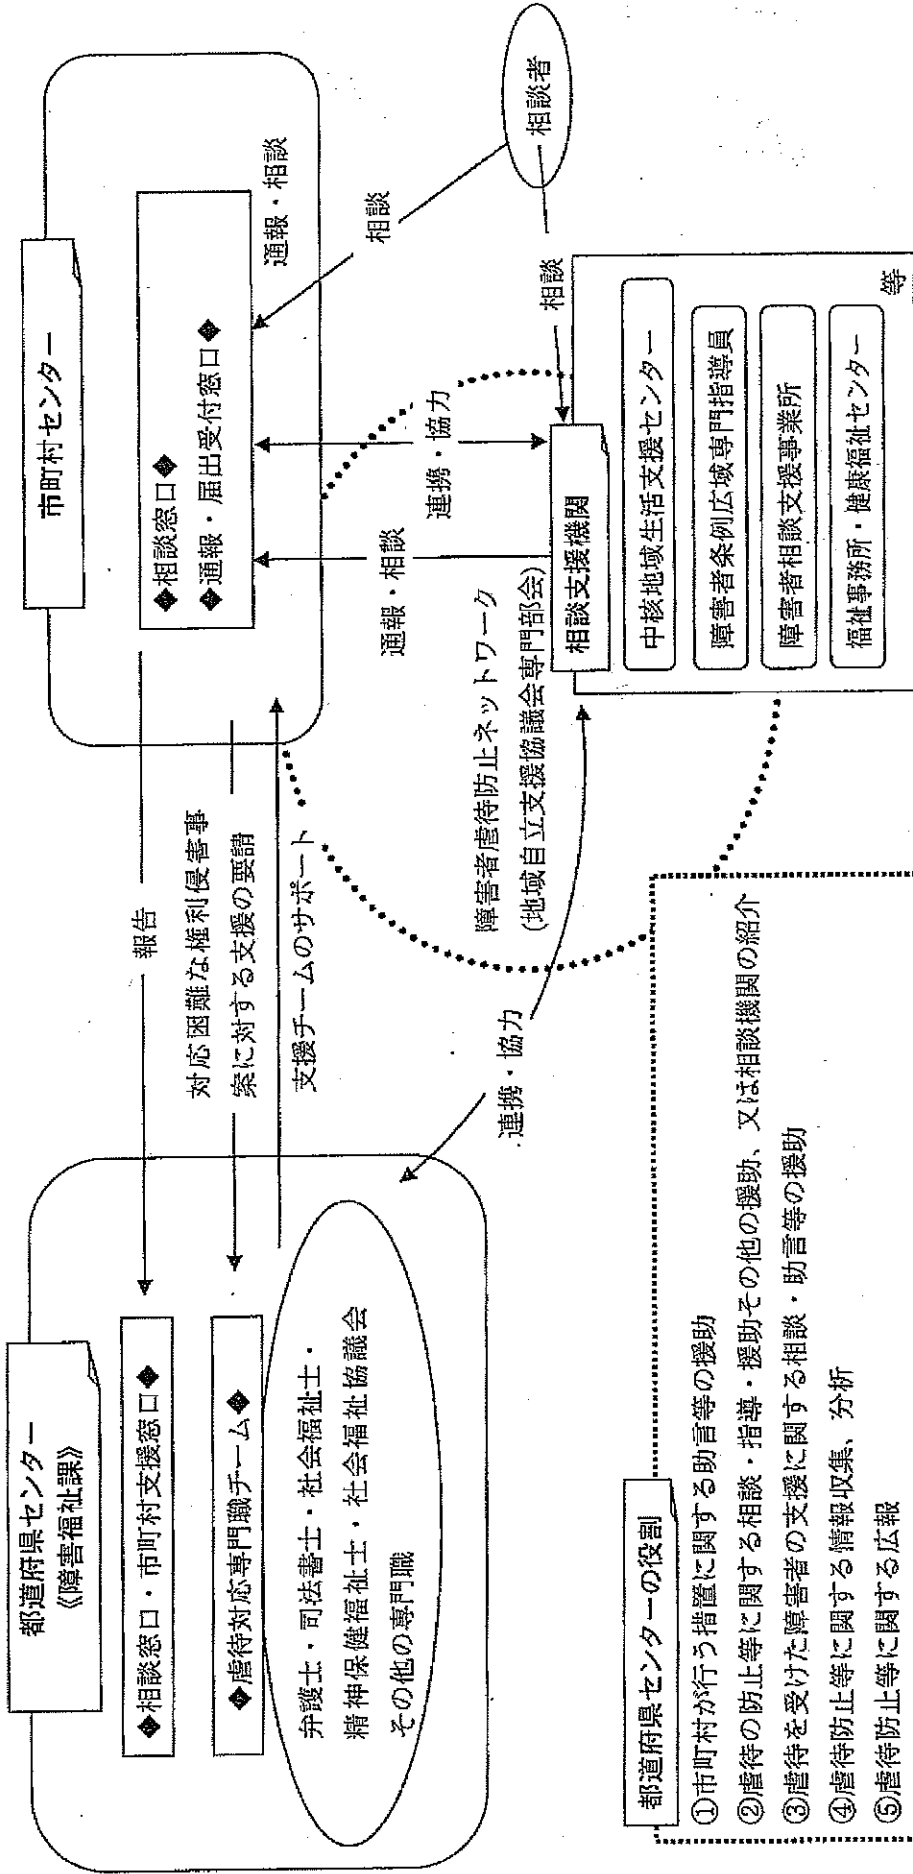 都道府県センター
《障害福祉課》
◆相談窓口・市町村支援窓口◆
◆虐待対応専門職チーム◆
弁護士・司法書士・社会福祉士・
精神保健福祉士・社会福祉協議会
その他の専門職
報告
対応困難な権利侵害事
案に対する支援の要請
支援チームのサポート
市町村センター
◆相談窓口◆
◆通報・届出受付窓口◆
通報・相談
相談
連携・協力
通報・相談
相談者
相談
障害者虐待防止ネットワーク
(地域自立支援協議会専門部会)
連携・協力
相談支援機関
中核地域生活支援センター
障害者条例広域専門指導員
障害者相談支援事業所
福祉事務所・健康福祉センター
等
都道府県センターの役割
①市町村が行う措置に関する助言等の援助
②虐待の防止等に関する相談・指導・援助その他の援助、又は相談機関の紹介
③虐待を受けた障害者の支援に関する相談・助言等の援助
④虐待防止等に関する情報収集、分析
⑤虐待防止等に関する広報